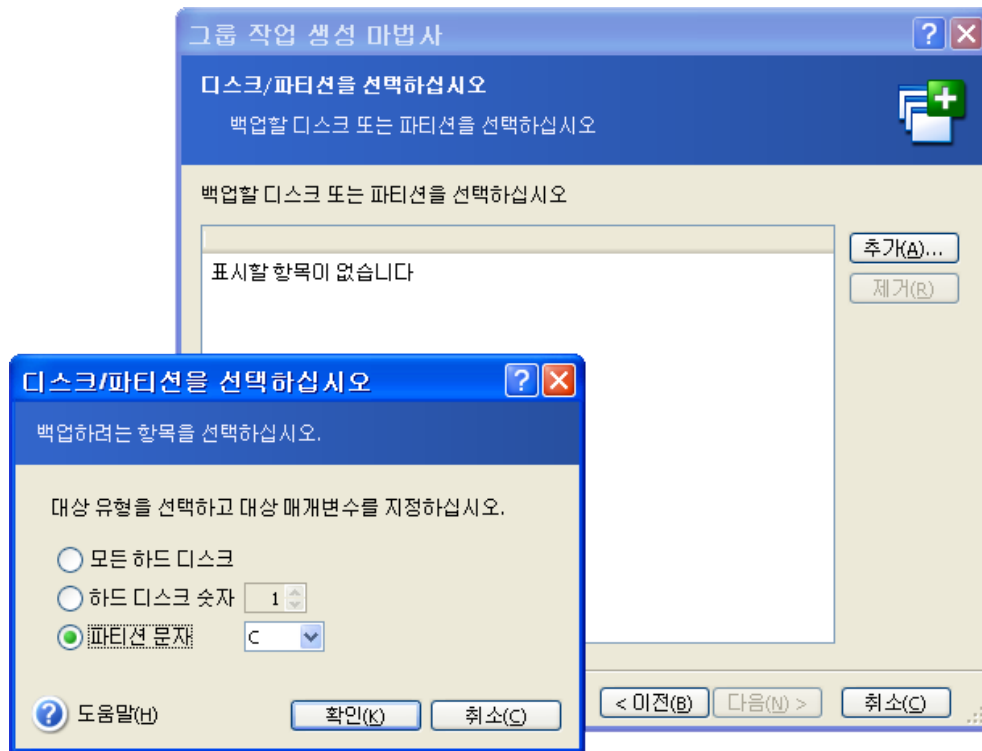 그룹 작업 생성 마법사
디스크/파티션을 선택하십시오
백업할 디스크 또는 파티션을 선택하십시오
백업할 디스크 또는 파티션을 선택하십시오
추가(A)...
표시할 항목이 없습니다
제거(R)
디스크/파티션을 선택하십시오
백업하려는 항목을 선택하십시오.
대상 유형을 선택하고 대상 매개변수를 지정하십시오.
모든 하드 디스크
하드 디스크 숫자 1
파티션 문자 C
도움말(H) 확인(K) 취소(C)
< 이전(B) 다음(N) > 취소(C)